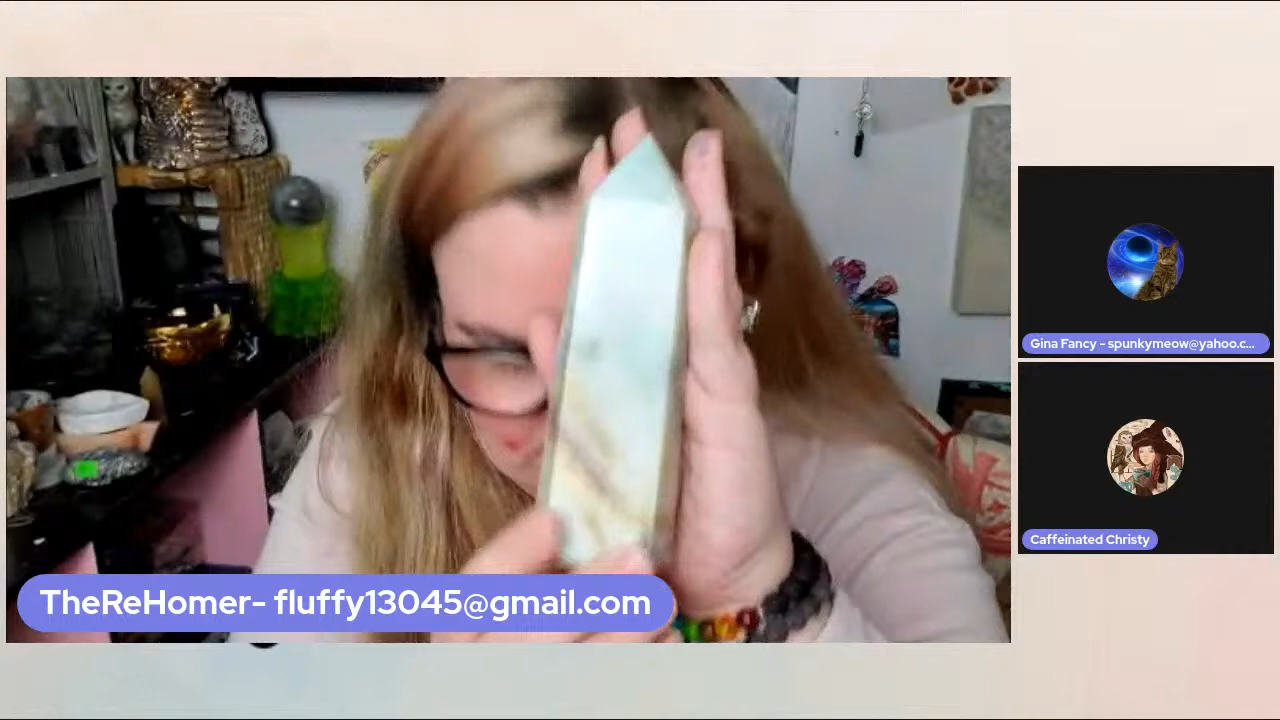 TheReHomer- fluffy13045@gmail.com
Gina Fancy - spunkymeow@yahoo.c...
Caffeinated Christy